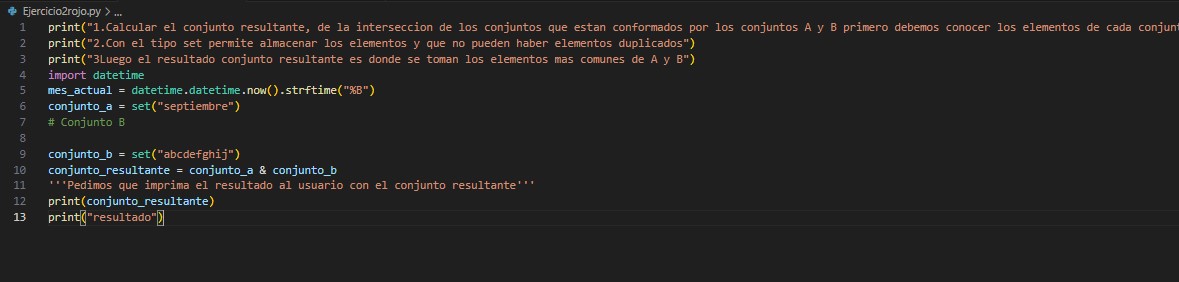 Ejercicio2rojo.py > ...
1 print("1.Calcular el conjunto resultante, de la interseccion de los conjuntos que estan conformados por los conjuntos A y B primero debemos conocer los elementos de cada conjunt
2 print("2.Con el tipo set permite almacenar los elementos y que no pueden haber elementos duplicados")
3 print("3Luego el resultado conjunto resultante es donde se toman los elementos mas comunes de A y B")
4 import datetime
5 mes_actual = datetime.datetime.now().strftime("%B")
6 conjunto_a = set("septiembre")
7 # Conjunto B
8
9 conjunto_b = set("abcdefghij")
10 conjunto_resultante = conjunto_a & conjunto_b
11 '''Pedimos que imprima el resultado al usuario con el conjunto resultante'''
12 print(conjunto_resultante)
13 print("resultado")